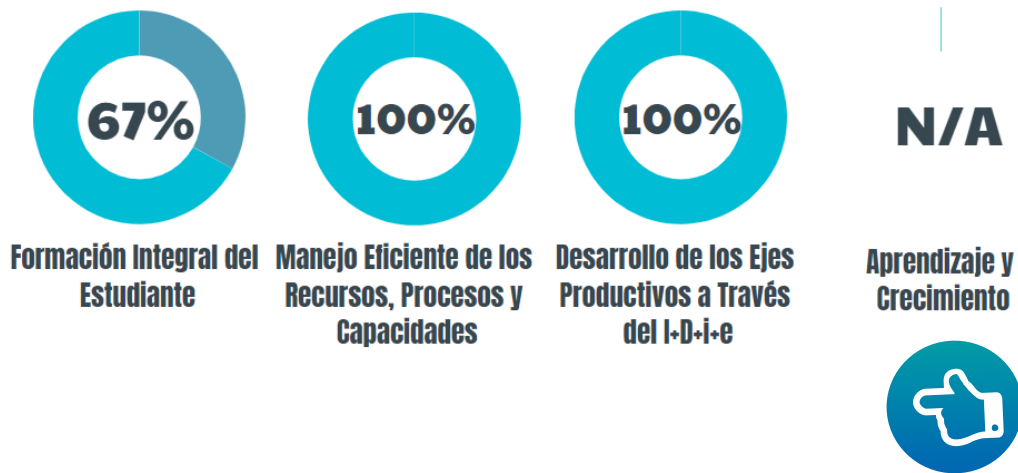 67%
Formación Integral del
Estudiante
100%
Manejo Eficiente de los
Recursos, Procesos y
Capacidades
100%
Desarrollo de los Ejes
Productivos a Través
del I+D+i+e
N/A
Aprendizaje y
Crecimiento